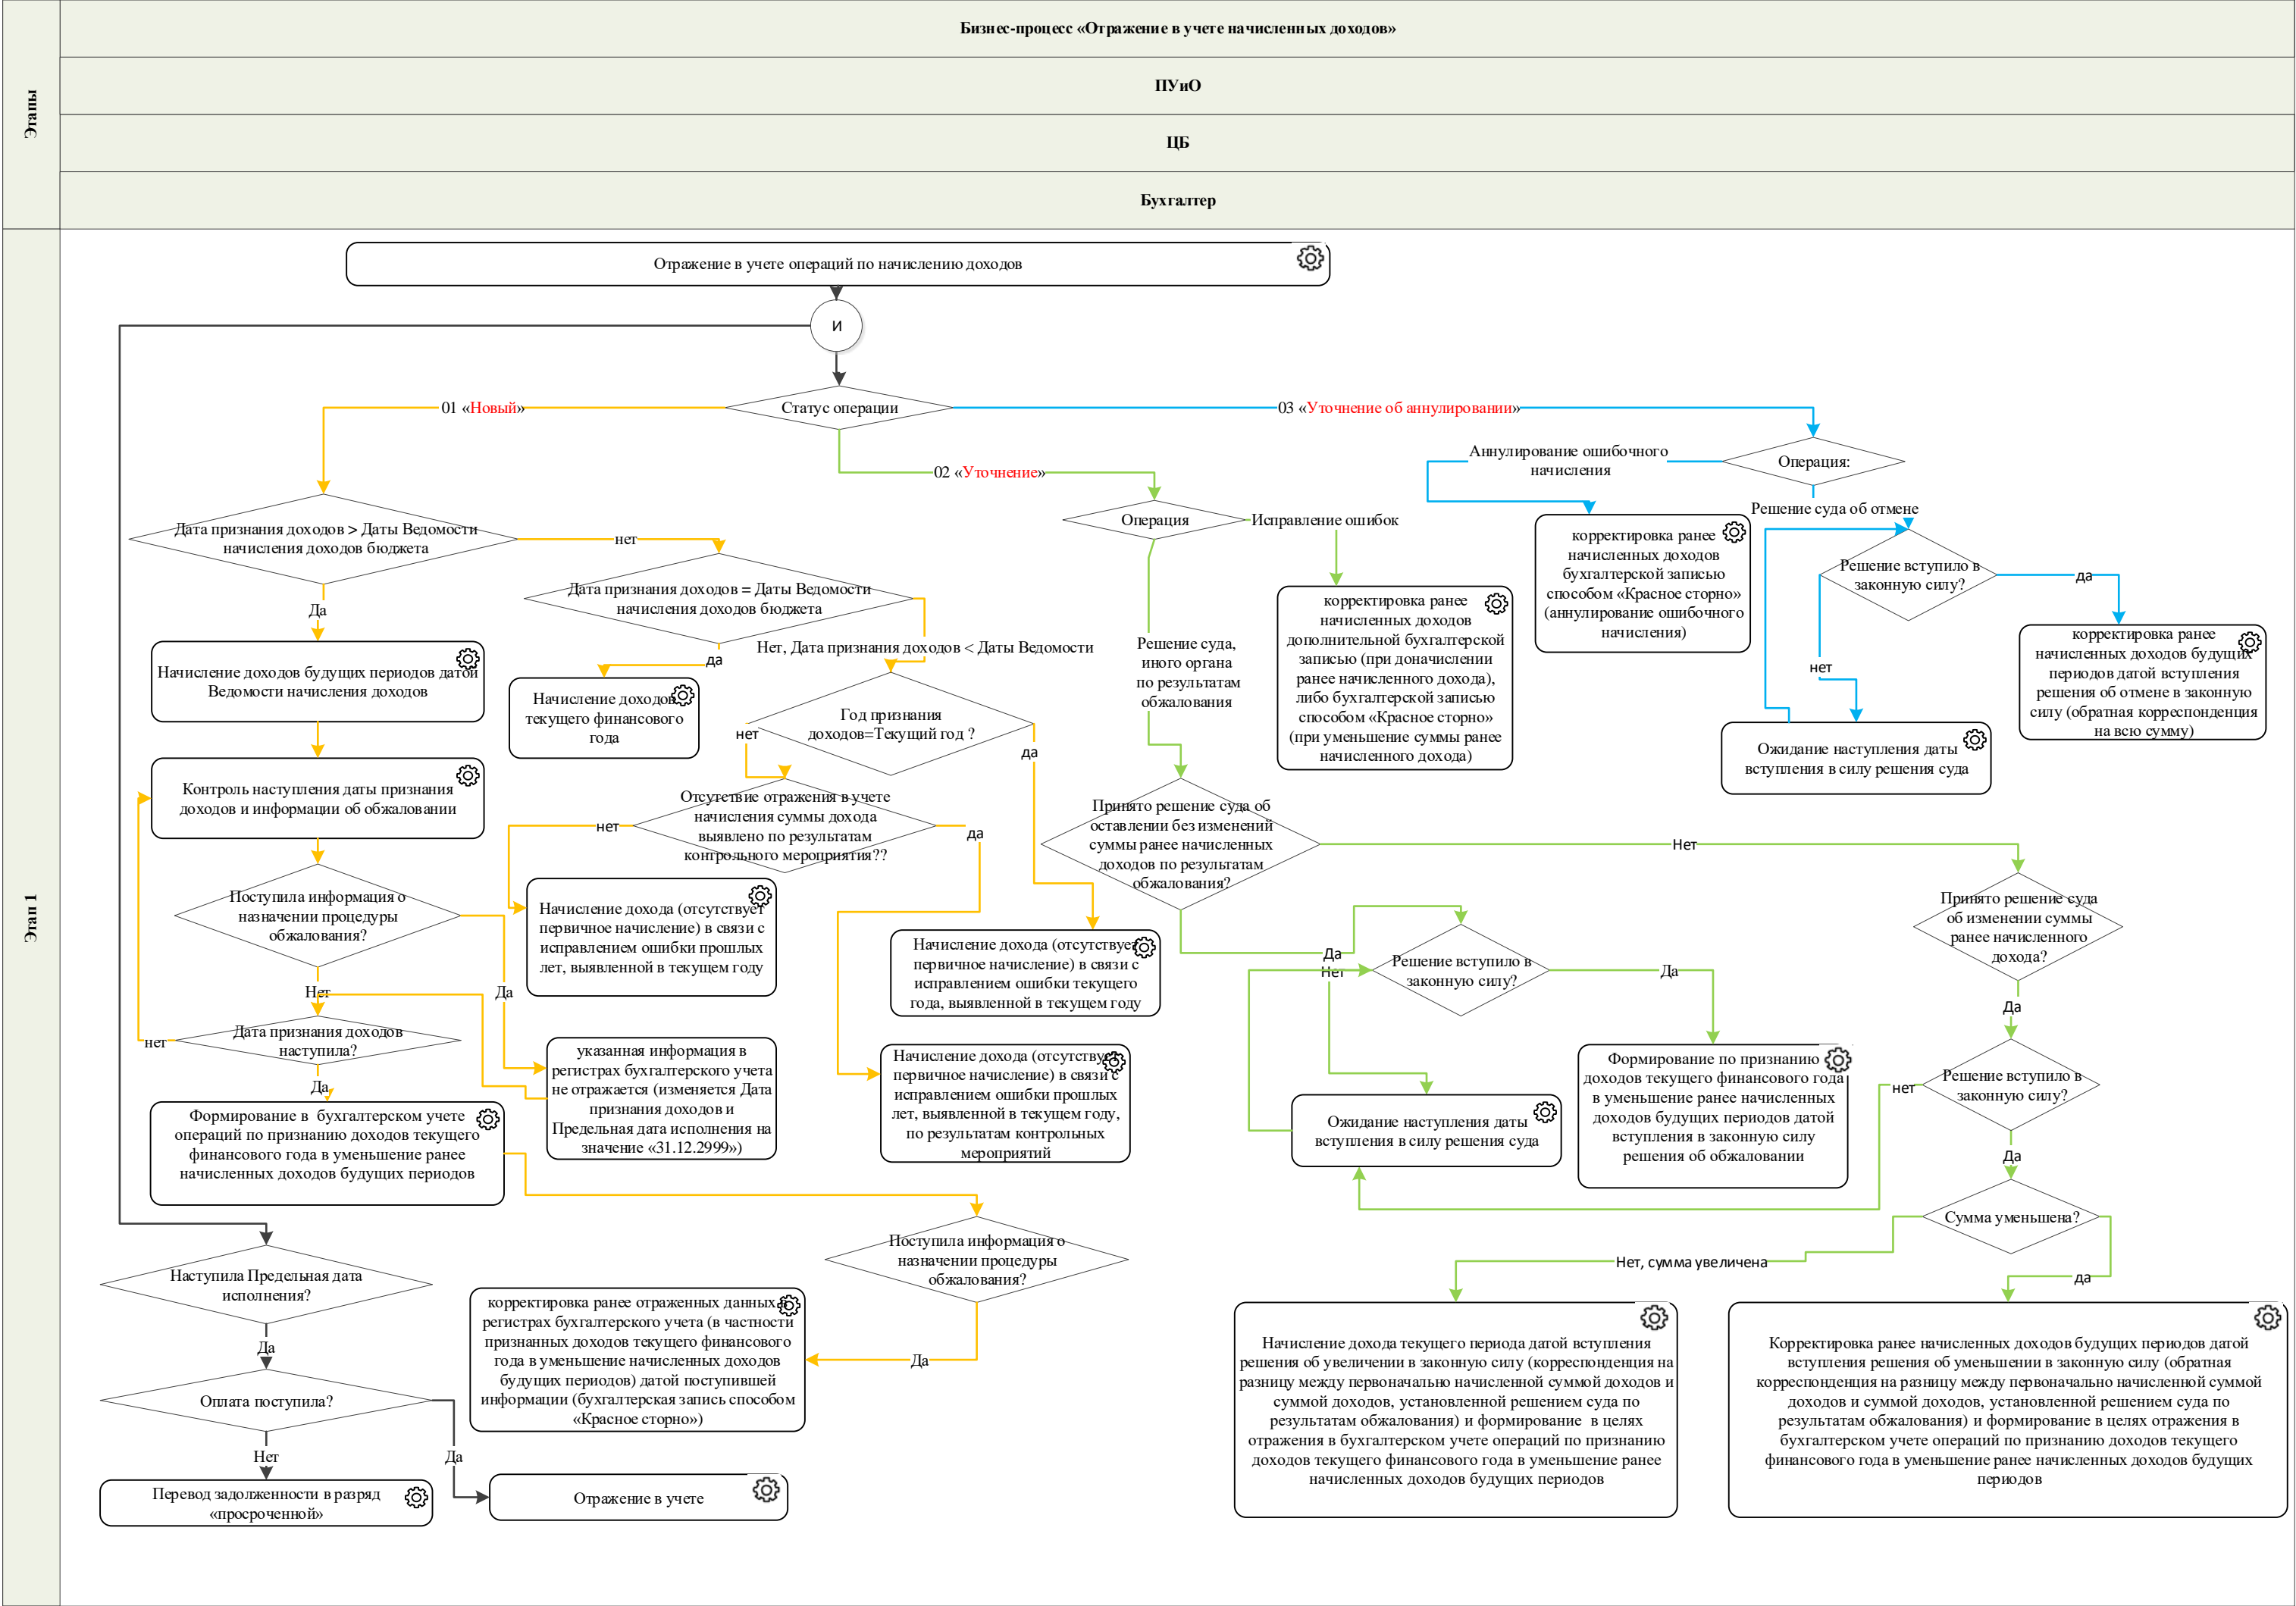 Бизнес-процесс «Отражение в учете начисленных доходов»
ПУиО
ЦБ
Бухгалтер
Этапы
Этап 1
Отражение в учете операций по начислению доходов
И
Статус операции
01 «Новый»
03 «Уточнение об аннулировании»
02 «Уточнение»
Дата признания доходов > Даты Ведомости
начисления доходов бюджета
нет
Да
Дата признания доходов = Даты Ведомости
начисления доходов бюджета
да
Нет, Дата признания доходов < Даты Ведомости
Начисление доходов будущих периодов датой
Ведомости начисления доходов
Начисление доходов
текущего финансового
года
Год признания
доходов=Текущий год ?
нет
да
Контроль наступления даты признания
доходов и информации об обжаловании
Отсутствие отражения в учете
начисления суммы дохода
выявлено по результатам
контрольного мероприятия??
нет
да
Поступила информация о
назначении процедуры
обжалования?
Нет
Да
Начисление дохода (отсутствует
первичное начисление) в связи с
исправлением ошибки прошлых
лет, выявленной в текущем году
Начисление дохода (отсутствует
первичное начисление) в связи с
исправлением ошибки текущего
года, выявленной в текущем году
Дата признания доходов
наступила?
нет
Да
указанная информация в
регистрах бухгалтерского учета
не отражается (изменяется Дата
признания доходов и
Предельная дата исполнения на
значение «31.12.2999»)
Начисление дохода (отсутствует
первичное начисление) в связи с
исправлением ошибки прошлых
лет, выявленной в текущем году,
по результатам контрольных
мероприятий
Формирование в  бухгалтерском учете
операций по признанию доходов текущего
финансового года в уменьшение ранее
начисленных доходов будущих периодов
Поступила информация о
назначении процедуры
обжалования?
Да
корректировка ранее отраженных данных в
регистрах бухгалтерского учета (в частности
признанных доходов текущего финансового
года в уменьшение начисленных доходов
будущих периодов) датой поступившей
информации (бухгалтерская запись способом
«Красное сторно»)
Наступила Предельная дата
исполнения?
Да
Оплата поступила?
Нет
Да
Перевод задолженности в разряд
«просроченной»
Отражение в учете
Операция
Исправление ошибок
корректировка ранее
начисленных доходов
дополнительной бухгалтерской
записью (при доначислении
ранее начисленного дохода),
либо бухгалтерской записью
способом «Красное сторно»
(при уменьшение суммы ранее
начисленного дохода)
Решение суда,
иного органа
по результатам
обжалования
Принято решение суда об
оставлении без изменений
суммы ранее начисленных
доходов по результатам
обжалования?
Нет
Да
Нет
Решение вступило в
законную силу?
Да
Ожидание наступления даты
вступления в силу решения суда
Формирование по признанию
доходов текущего финансового года
в уменьшение ранее начисленных
доходов будущих периодов датой
вступления в законную силу
решения об обжаловании
Принято решение суда
об изменении суммы
ранее начисленного
дохода?
Да
Решение вступило в
законную силу?
нет
Да
Сумма уменьшена?
Нет, сумма увеличена
да
Начисление дохода текущего периода датой вступления
решения об увеличении в законную силу (корреспонденция на
разницу между первоначально начисленной суммой доходов и
суммой доходов, установленной решением суда по
результатам обжалования) и формирование  в целях
отражения в бухгалтерском учете операций по признанию
доходов текущего финансового года в уменьшение ранее
начисленных доходов будущих периодов
Корректировка ранее начисленных доходов будущих периодов датой
вступления решения об уменьшении в законную силу (обратная
корреспонденция на разницу между первоначально начисленной суммой
доходов и суммой доходов, установленной решением суда по
результатам обжалования) и формирование в целях отражения в
бухгалтерском учете операций по признанию доходов текущего
финансового года в уменьшение ранее начисленных доходов будущих
периодов
Операция:
Аннулирование ошибочного
начисления
корректировка ранее
начисленных доходов
бухгалтерской записью
способом «Красное сторно»
(аннулирование ошибочного
начисления)
Решение суда об отмене
Решение вступило в
законную силу?
да
нет
Ожидание наступления даты
вступления в силу решения суда
корректировка ранее
начисленных доходов будущих
периодов датой вступления
решения об отмене в законную
силу (обратная корреспонденция
на всю сумму)